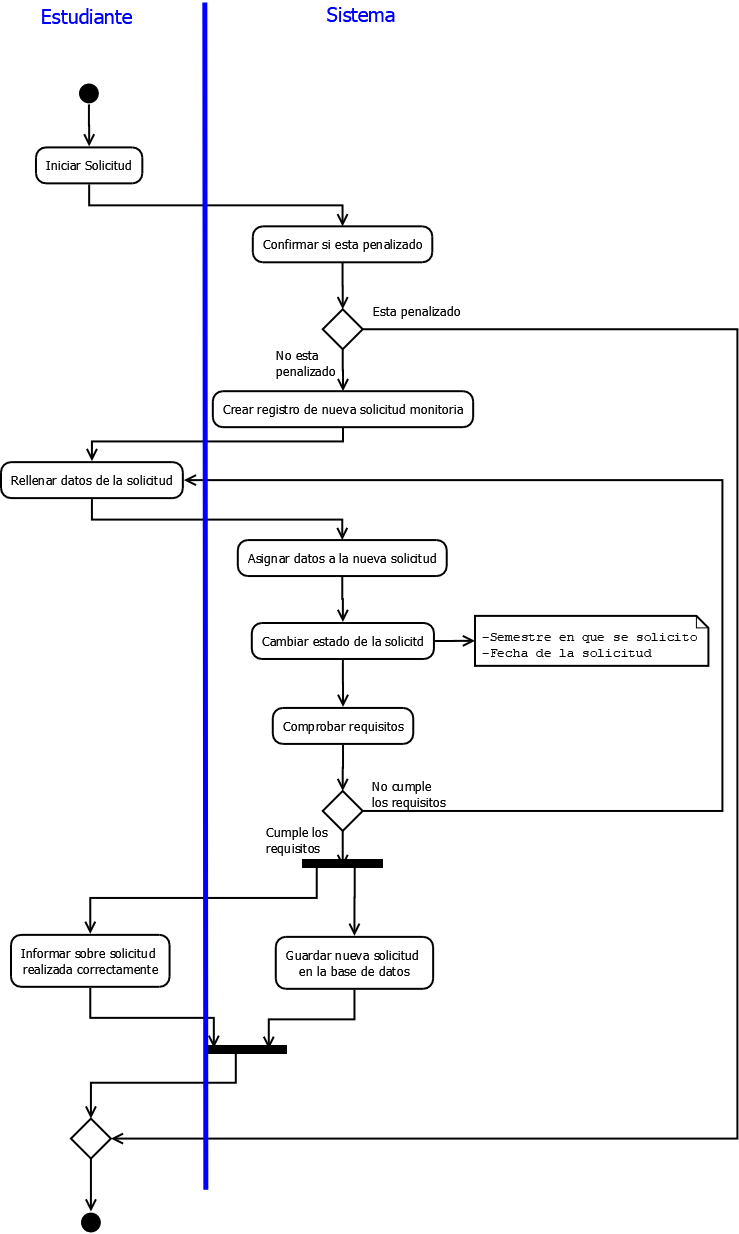 Estudiante
Sistema
Iniciar Solicitud
Confirmar si esta penalizado
Esta penalizado
No esta
penalizado
Crear registro de nueva solicitud monitoria
Rellenar datos de la solicitud
Asignar datos a la nueva solicitud
Cambiar estado de la solicitd
-Semestre en que se solicito
-Fecha de la solicitud
Comprobar requisitos
No cumple
los requisitos
Cumple los
requisitos
Informar sobre solicitud
realizada correctamente
Guardar nueva solicitud
en la base de datos